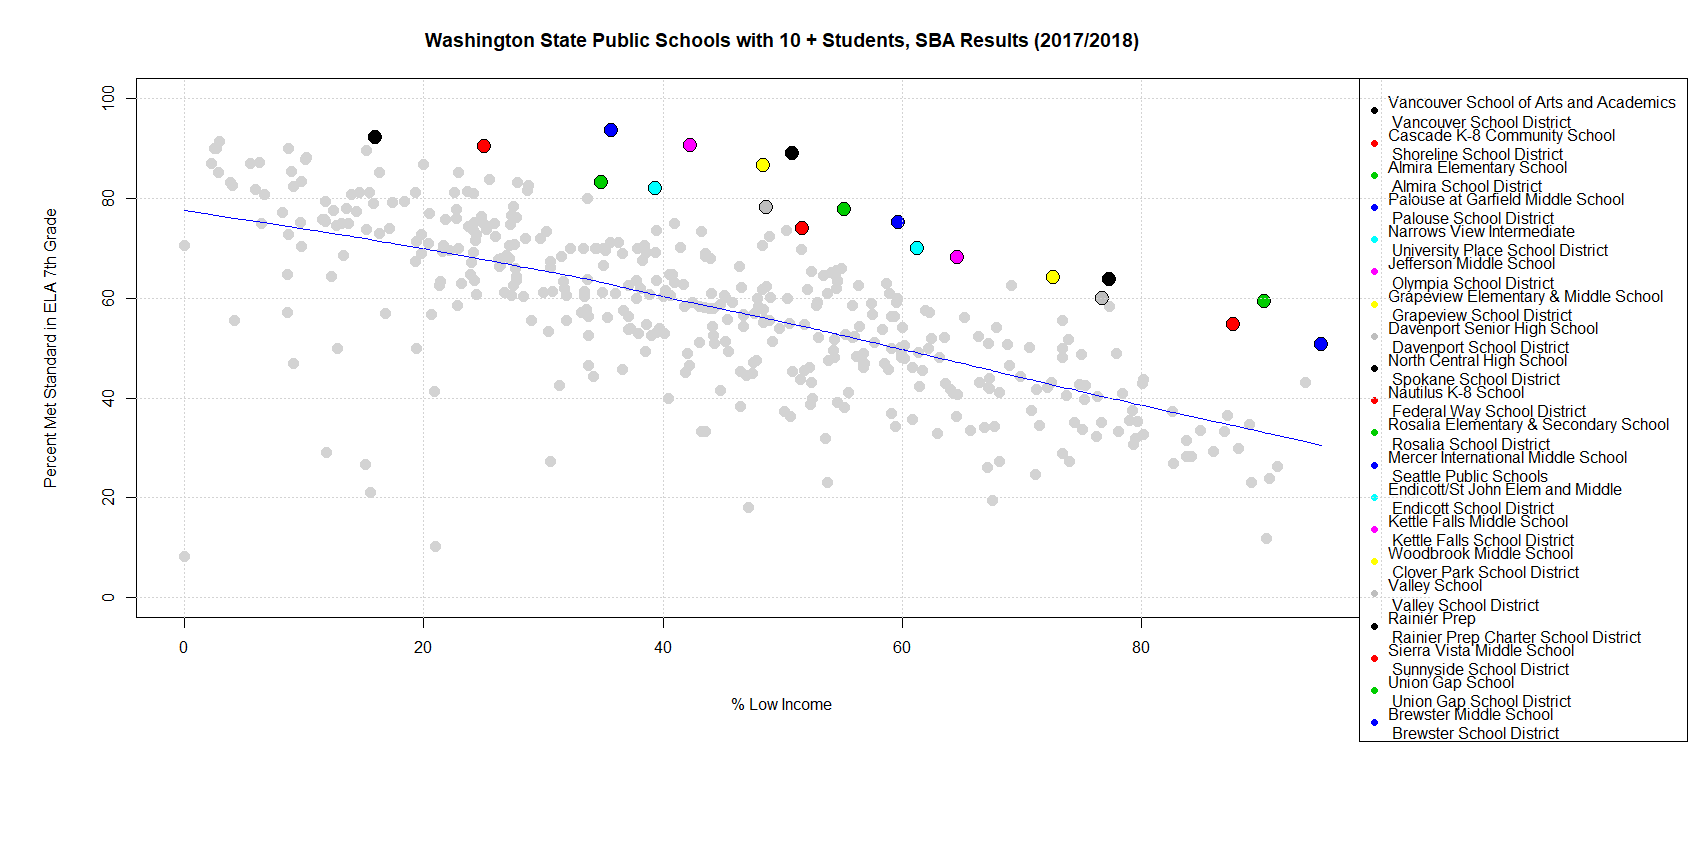 Washington State Public Schools with 10 + Students, SBA Results (2017/2018)
Percent Met Standard in ELA 7th Grade
100
80
60
40
20
0
0
20
40
60
80
% Low Income
Vancouver School of Arts and Academics
Vancouver School District
Cascade K-8 Community School
Shoreline School District
Almira Elementary School
Almira School District
Palouse at Garfield Middle School
Palouse School District
Narrows View Intermediate
University Place School District
Jefferson Middle School
Olympia School District
Grapeview Elementary & Middle School
Grapeview School District
Davenport Senior High School
Davenport School District
North Central High School
Spokane School District
Nautilus K-8 School
Federal Way School District
Rosalia Elementary & Secondary School
Rosalia School District
Mercer International Middle School
Seattle Public Schools
Endicott/St John Elem and Middle
Endicott School District
Kettle Falls Middle School
Kettle Falls School District
Woodbrook Middle School
Clover Park School District
Valley School
Valley School District
Rainier Prep
Rainier Prep Charter School District
Sierra Vista Middle School
Sunnyside School District
Union Gap School
Union Gap School District
Brewster Middle School
Brewster School District